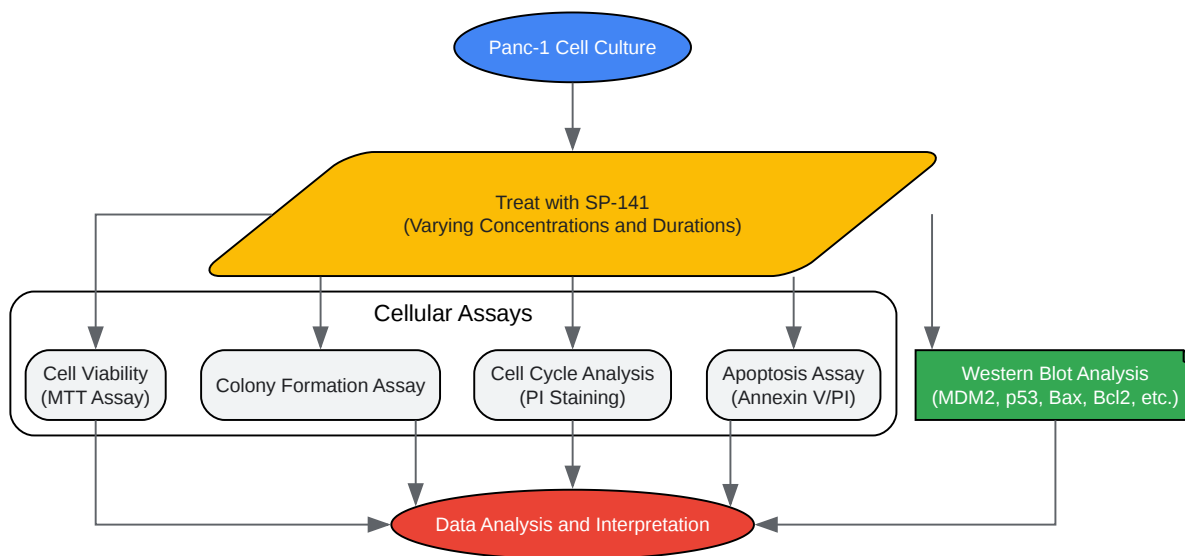 Panc-1 Cell Culture
Treat with SP-141
(Varying Concentrations and Durations)
Cellular Assays
Cell Viability
(MTT Assay)
Colony Formation Assay
Cell Cycle Analysis
(PI Staining)
Apoptosis Assay
(Annexin V/PI)
Western Blot Analysis
(MDM2, p53, Bax, Bcl2, etc.)
Data Analysis and Interpretation